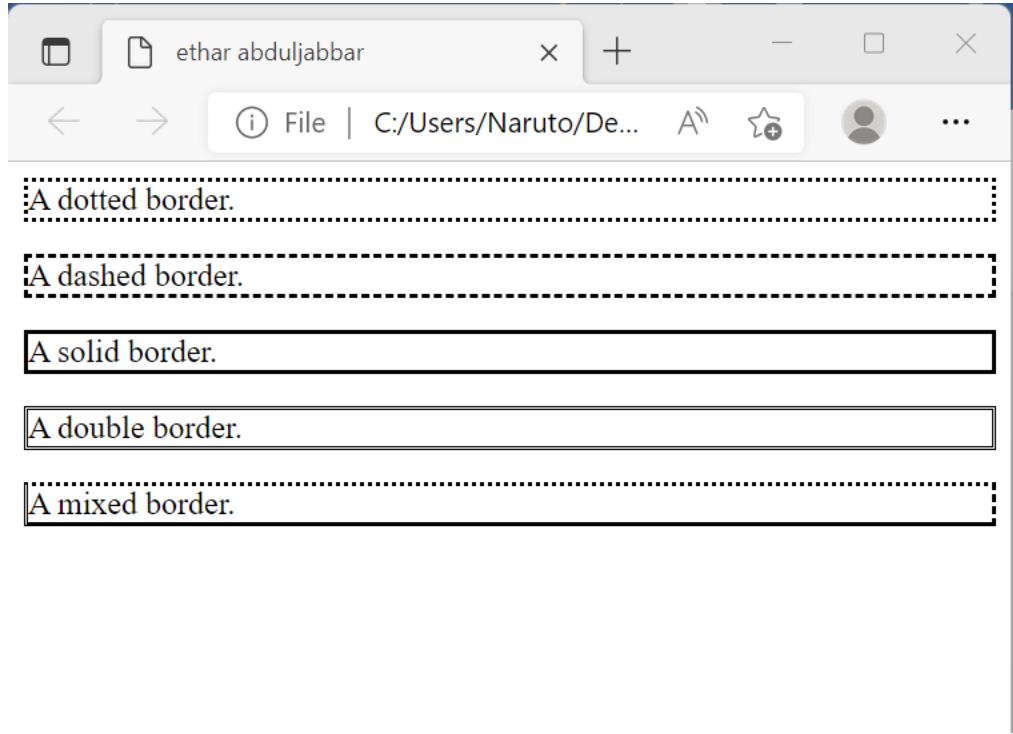 ethar abduljabbar
File | C:/Users/Naruto/De...
A dotted border.
A dashed border.
A solid border.
A double border.
A mixed border.